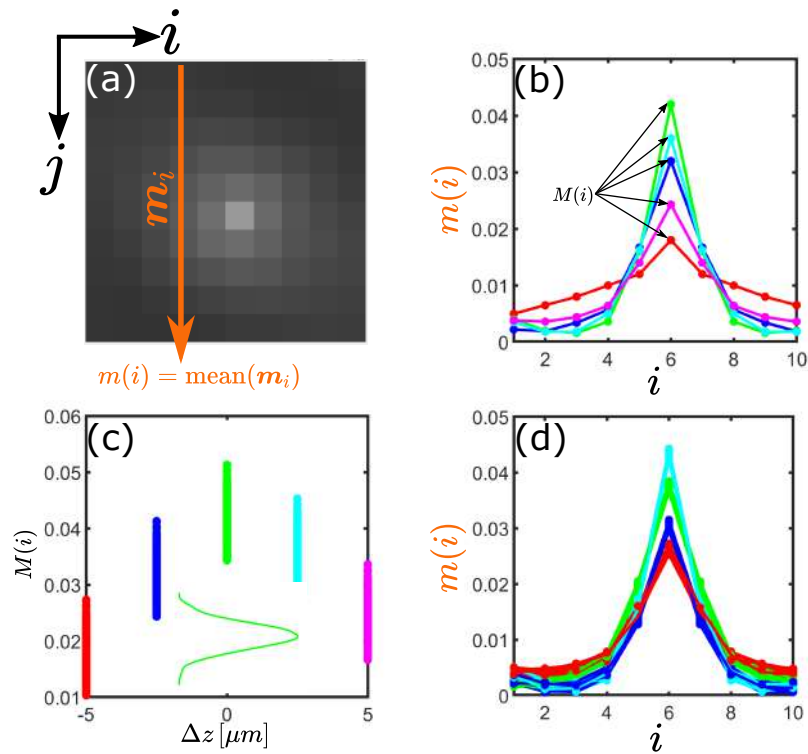 i
(a)
j
m_i
m(i) = mean(m_i)
(b)
0.05
0.04
0.03
0.02
0.01
0
m(i)
M(i)
2 4 6 8 10
i
(c)
0.06
0.05
0.04
0.03
0.02
0.01
M(i)
-5 0 5
Δz [μm]
(d)
0.05
0.04
0.03
0.02
0.01
0
m(i)
2 4 6 8 10
i